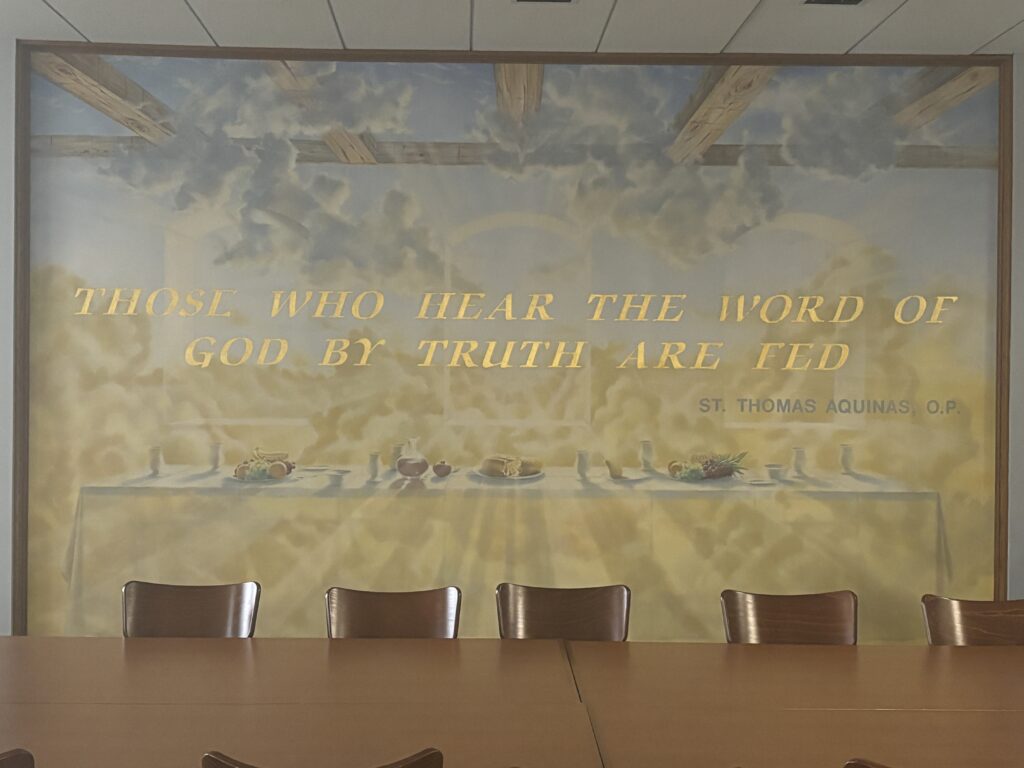 THOSE WHO HEAR THE WORD OF
GOD BY TRUTH ARE FED
ST. THOMAS AQUINAS, O.P.